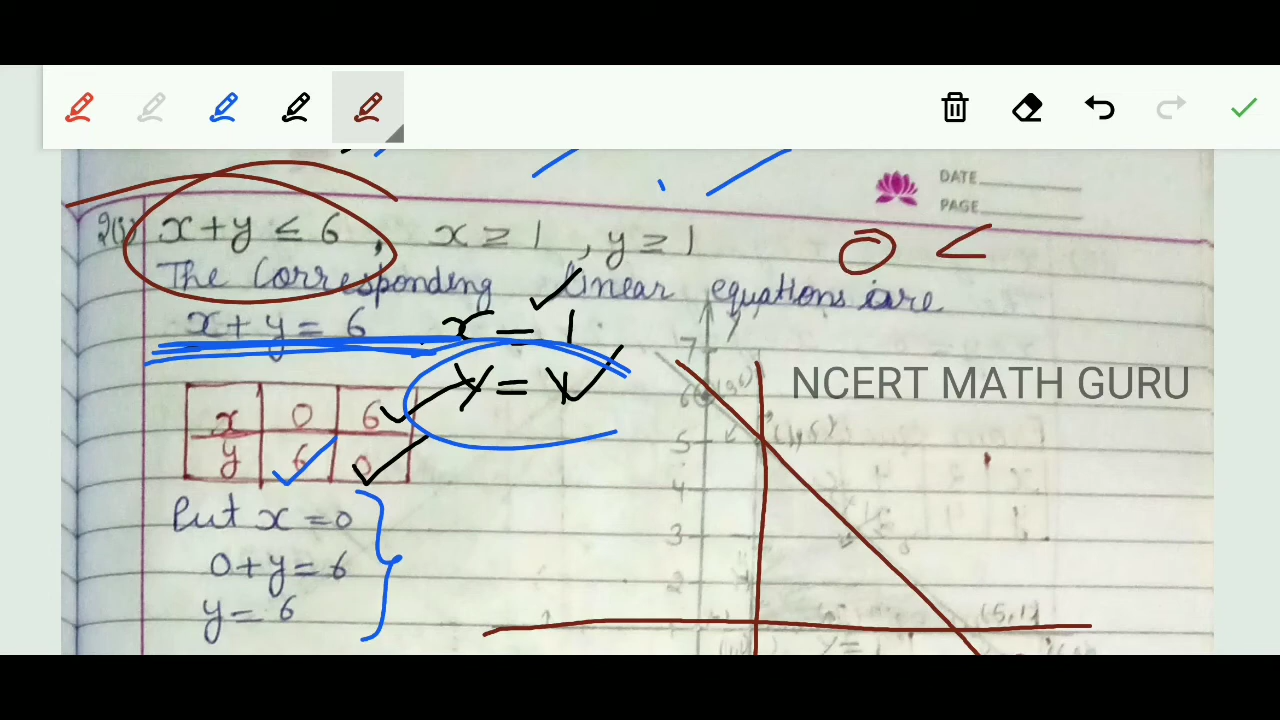 DATE
PAGE
x+y ≤ 6, x ≥ 1, y ≥ 1
0 <
The Corresponding linear equations are
x+y = 6 x = 1
y =
NCERT MATH GURU
x 0 6
y 6 0
Put x = 0
0+y = 6
y = 6
y
7
6
5 (1,5)
4
3
2
(5,1)